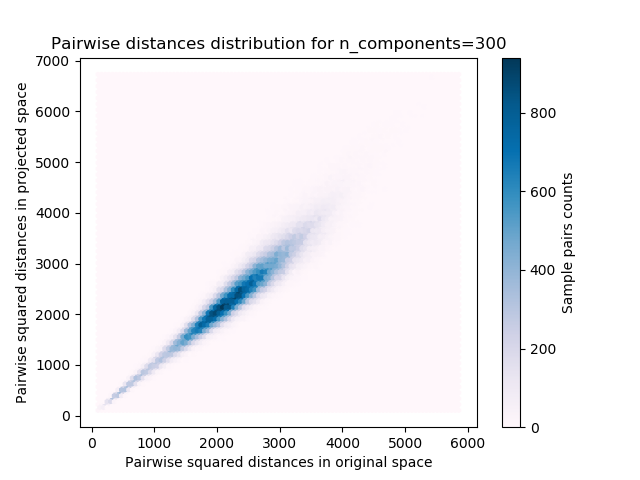 Pairwise distances distribution for n_components=300
7000
6000
5000
4000
3000
2000
1000
0
Pairwise squared distances in projected space
0 1000 2000 3000 4000 5000 6000
Pairwise squared distances in original space
800
600
400
200
0
Sample pairs counts